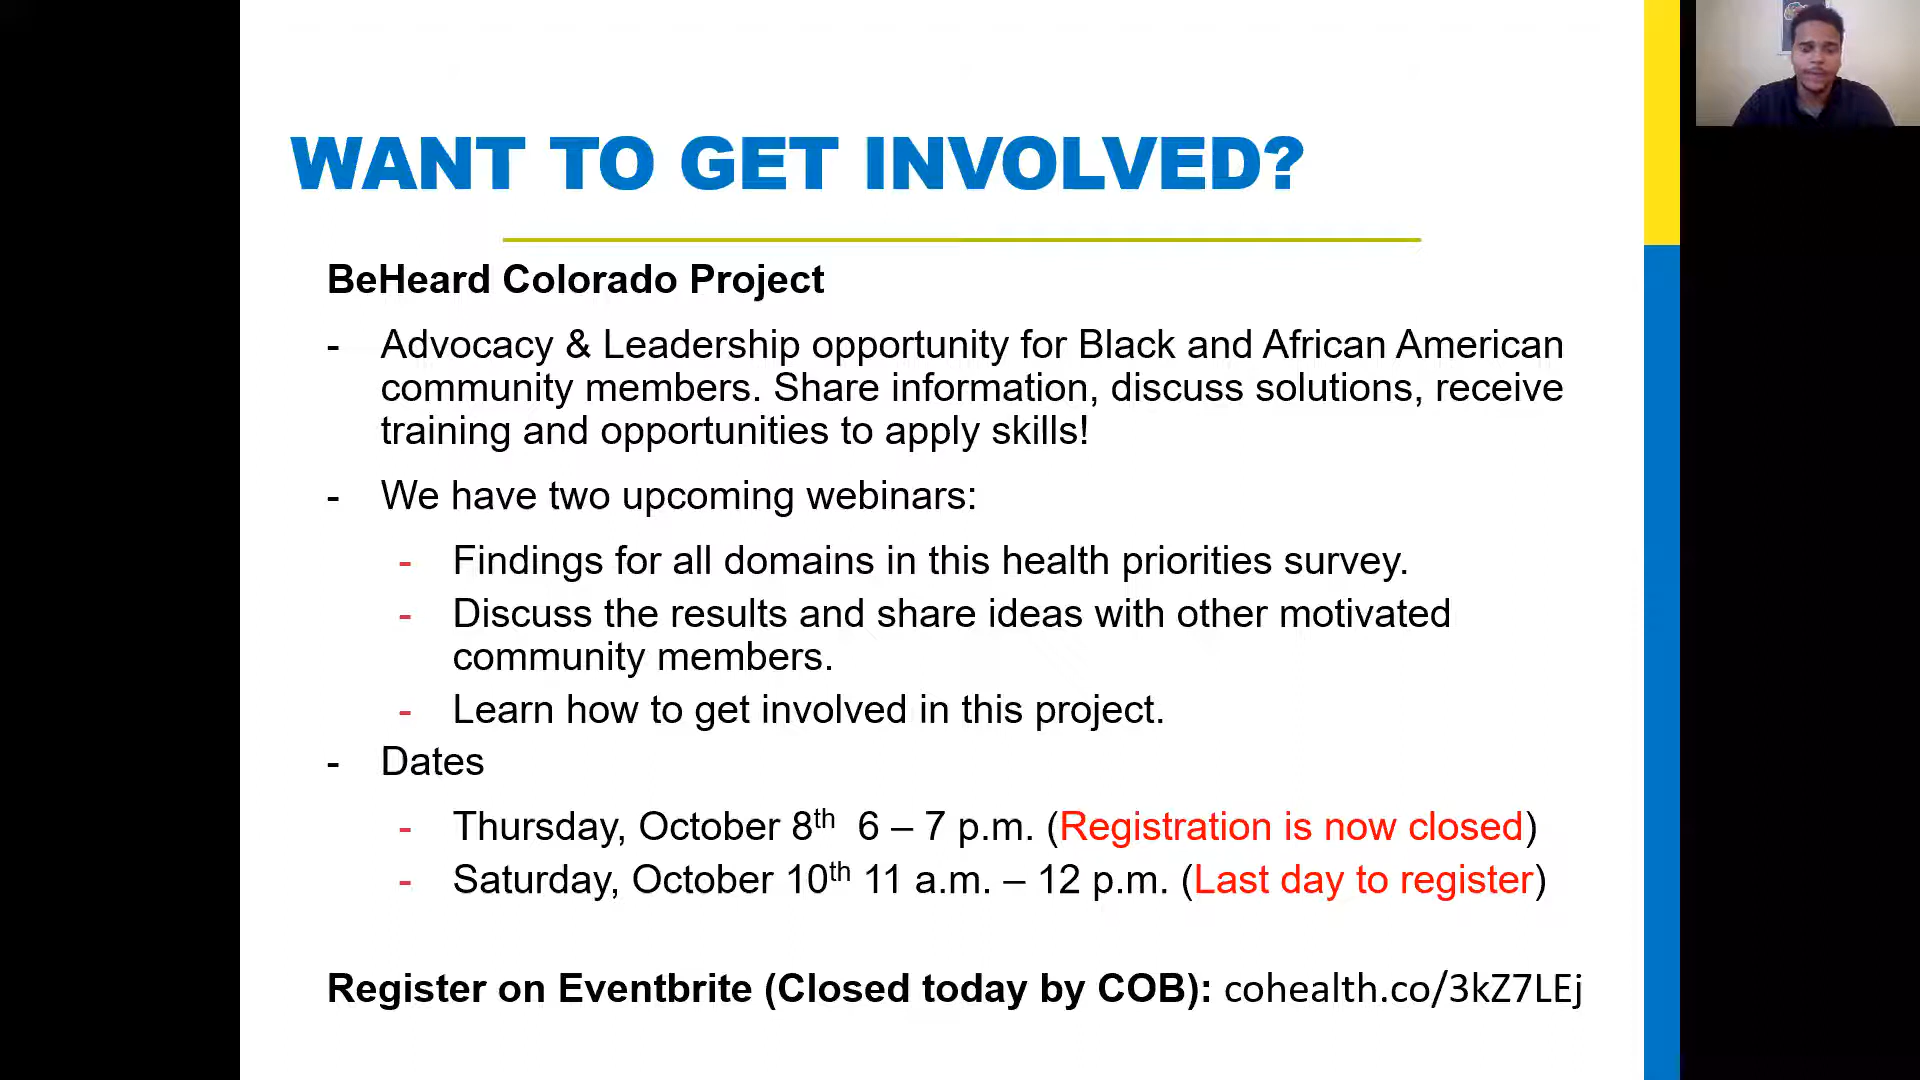 WANT TO GET INVOLVED?
BeHeard Colorado Project
- Advocacy & Leadership opportunity for Black and African American
community members. Share information, discuss solutions, receive
training and opportunities to apply skills!
- We have two upcoming webinars:
- Findings for all domains in this health priorities survey.
- Discuss the results and share ideas with other motivated
community members.
- Learn how to get involved in this project.
- Dates
- Thursday, October 8th 6 – 7 p.m. (Registration is now closed)
- Saturday, October 10th 11 a.m. – 12 p.m. (Last day to register)
Register on Eventbrite (Closed today by COB): cohealth.co/3kZ7LEj